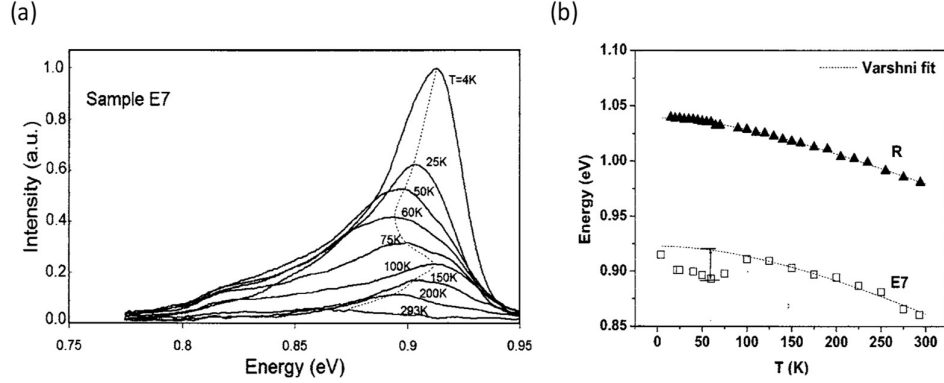 (a)
Sample E7
T=4K
25K
50K
60K
75K
100K
150K
200K
293K
Intensity (a.u.)
1.0
0.8
0.6
0.4
0.2
0.0
0.75
0.8
0.85
0.9
0.95
Energy (eV)
(b)
Varshni fit
R
E7
Energy (eV)
1.10
1.05
1.00
0.95
0.90
0.85
0
50
100
150
200
250
300
T (K)